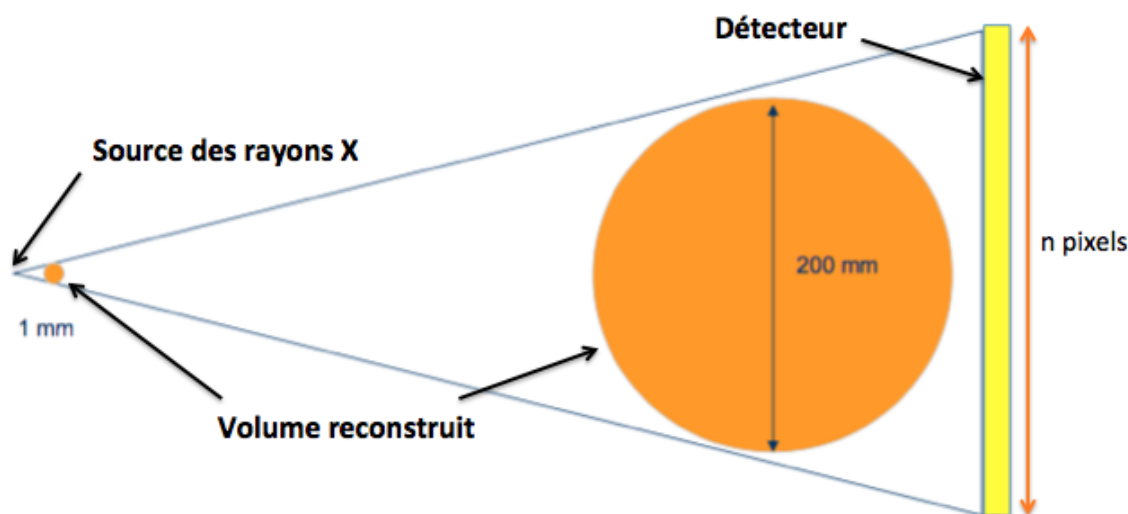 Détecteur
Source des rayons X
n pixels
200 mm
1 mm
Volume reconstruit